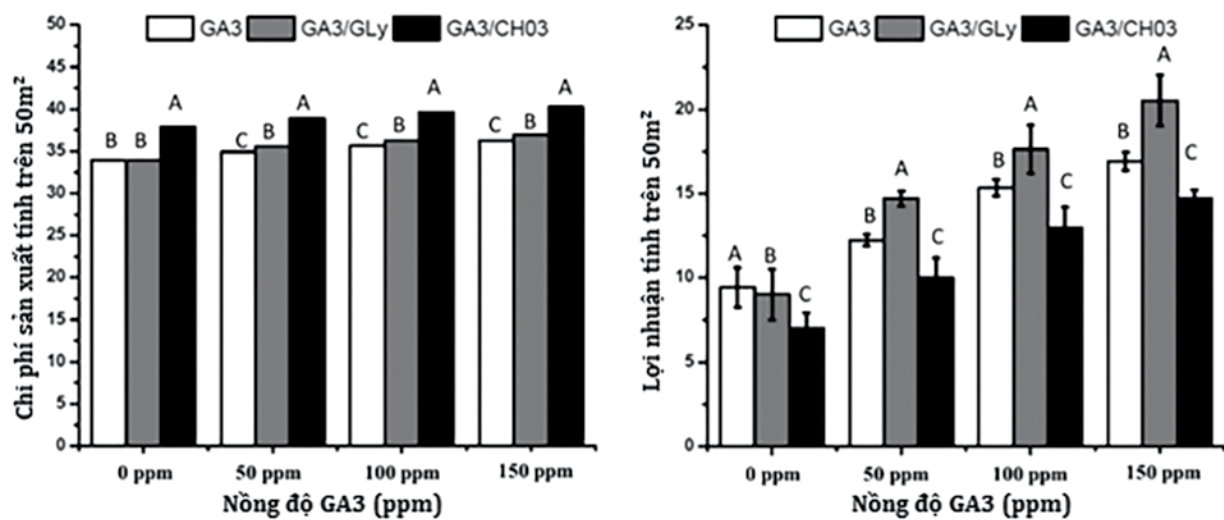 Chi phí sản xuất tính trên 50m²
50
45
40
35
30
25
20
15
10
5
0
GA3 GA3/GLy GA3/CH03
B B A
C B A
C B A
C B A
0 ppm 50 ppm 100 ppm 150 ppm
Nồng độ GA3 (ppm)
Lợi nhuận tính trên 50m²
25
20
15
10
5
0
GA3 GA3/GLy GA3/CH03
A B C
B A C
B A C
B A C
0 ppm 50 ppm 100 ppm 150 ppm
Nồng độ GA3 (ppm)